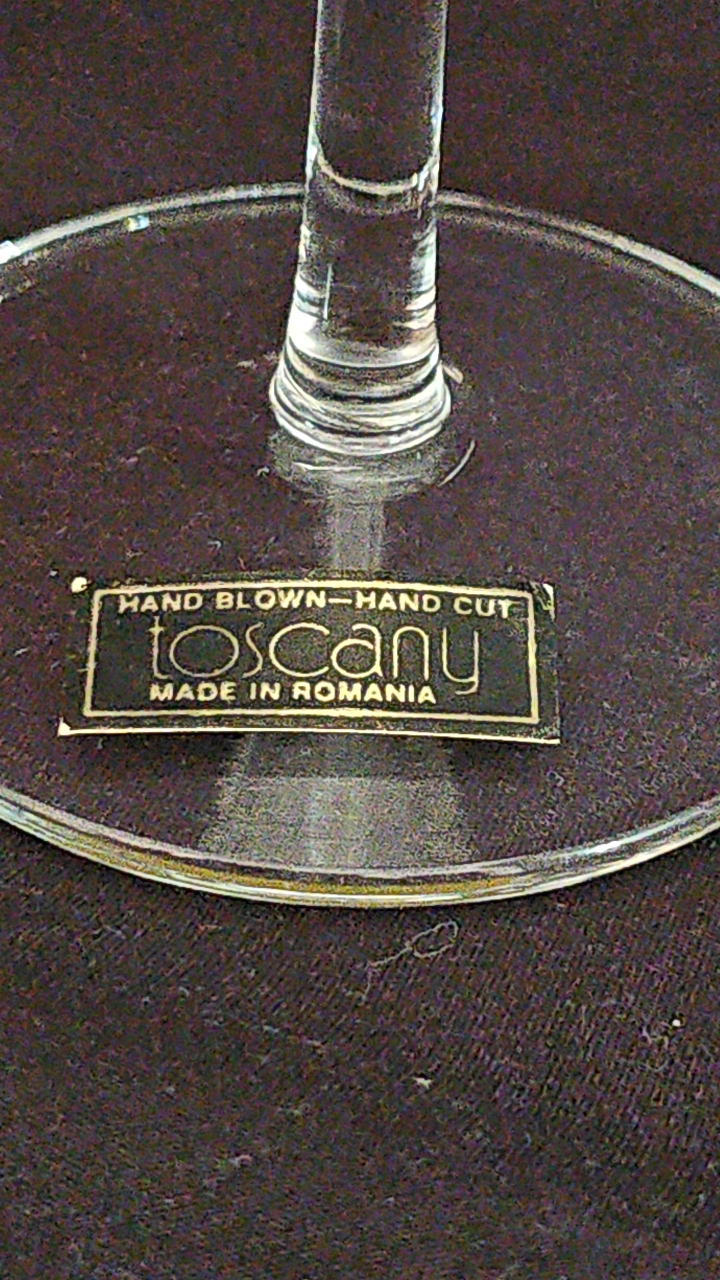 HAND BLOWN—HAND CUT
toscany
MADE IN ROMANIA